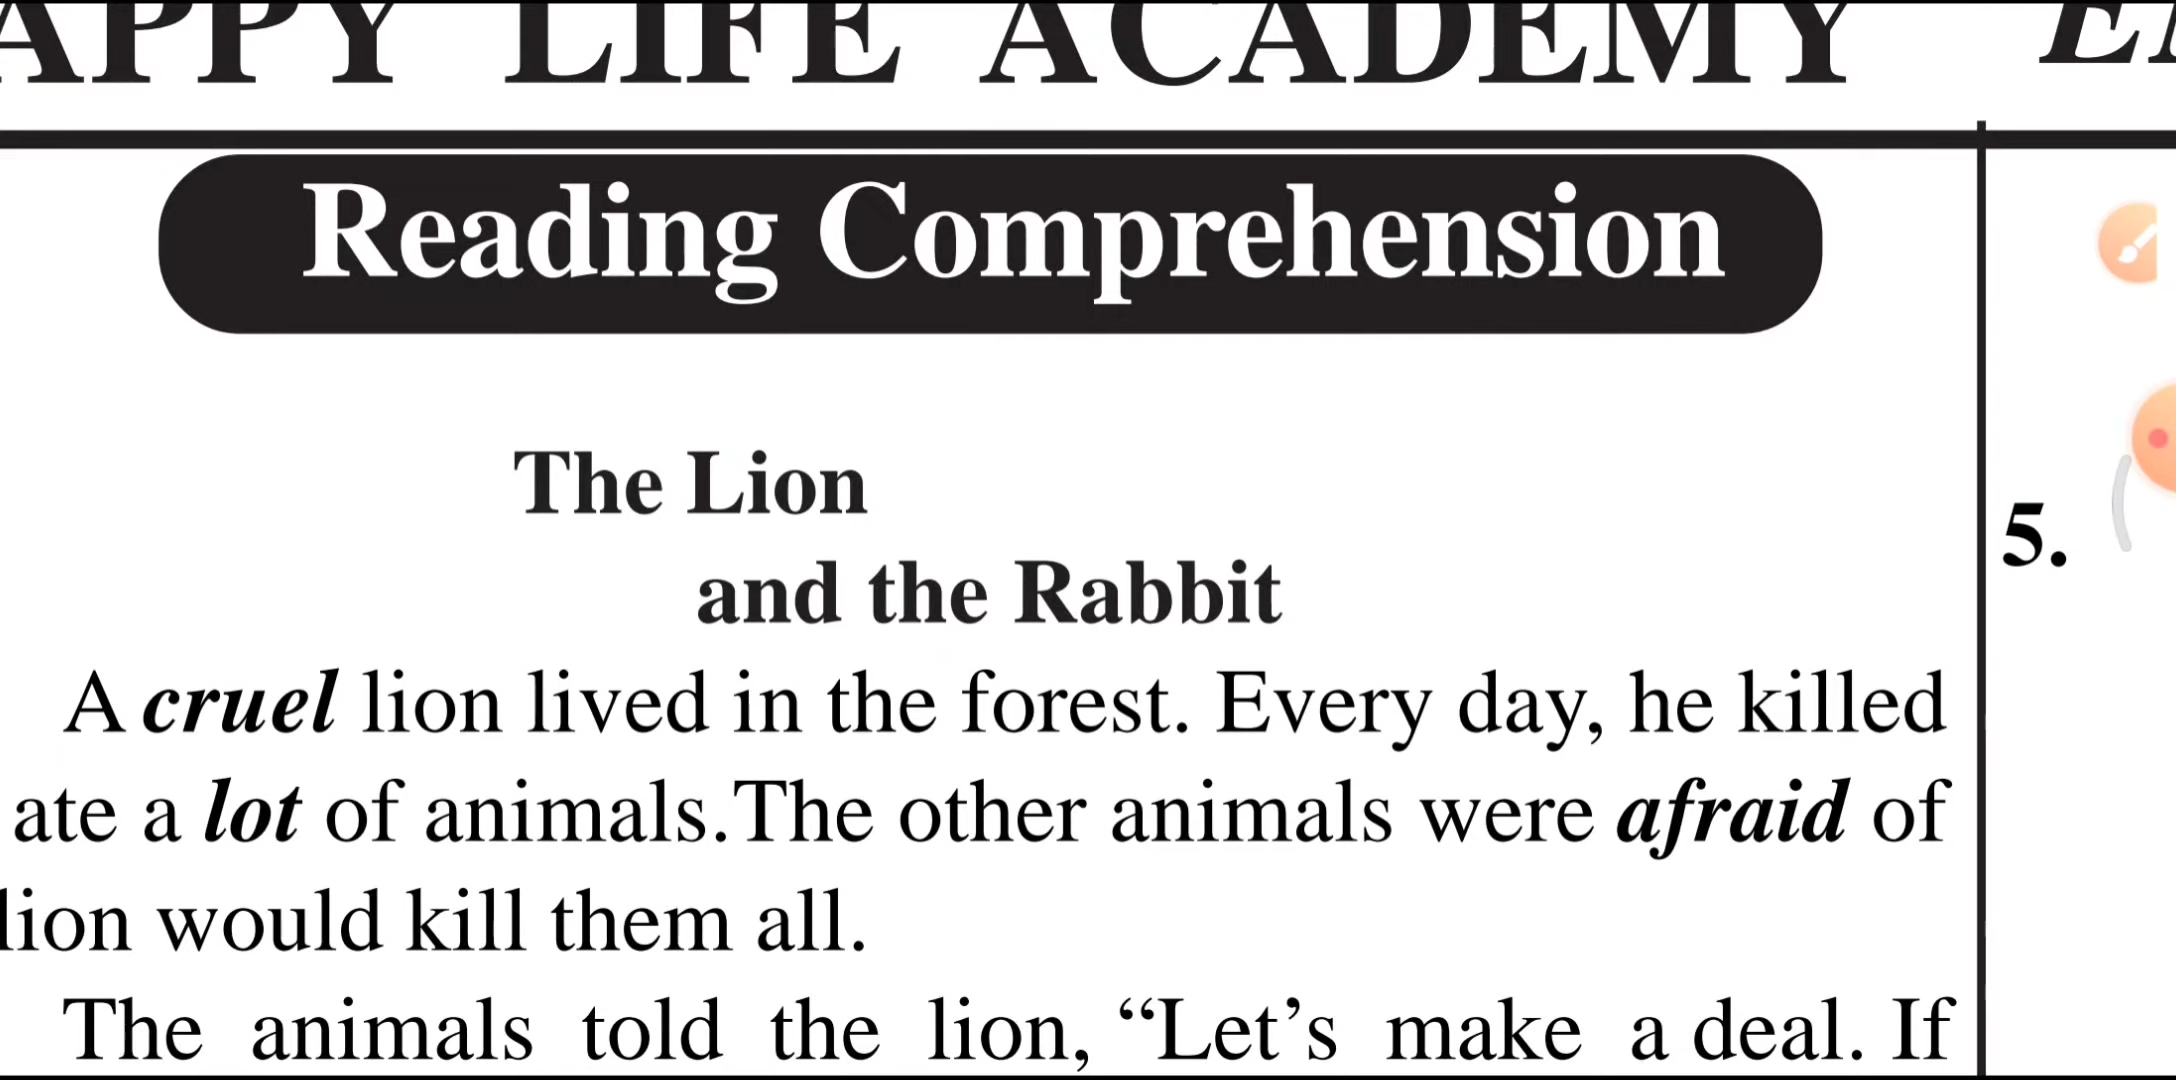 APPY LIFE ACADEMY
Reading Comprehension
The Lion
and the Rabbit
A cruel lion lived in the forest. Every day, he killed
ate a lot of animals.The other animals were afraid of
lion would kill them all.
The animals told the lion, “Let’s make a deal. If
5.